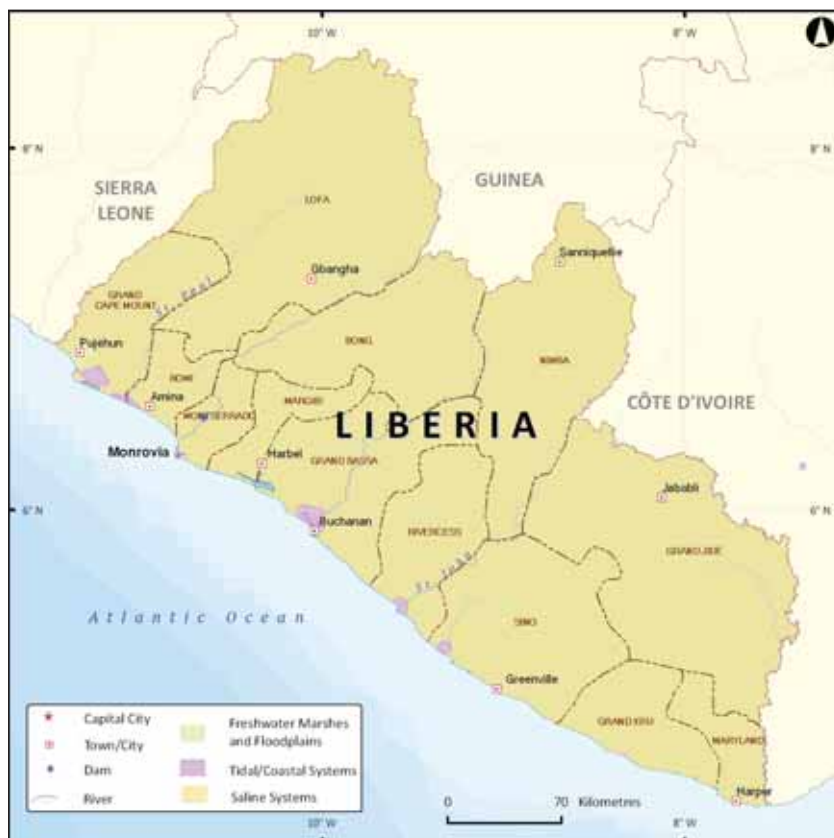 10° W
8° W
8° N
8° N
SIERRA
LEONE
GUINEA
LOFA
Sanniquellie
Gbangha
GRAND
CAPE MOUNT
St. Paul
BONG
NIMBA
Pujehun
BOMI
Amina
MONTSERRADO
MARGIBI
CÔTE D'IVOIRE
LIBERIA
Monrovia
Harbel
GRAND BASSA
Jababli
6° N
6° N
Buchanan
RIVERCESS
GRAND JIDE
St. John
Atlantic Ocean
SINO
Greenville
GRAND KRU
MARYLAND
Harper
Capital City
Town/City
Dam
River
Freshwater Marshes
and Floodplains
Tidal/Coastal Systems
Saline Systems
0 70 Kilometres
10° W
8° W